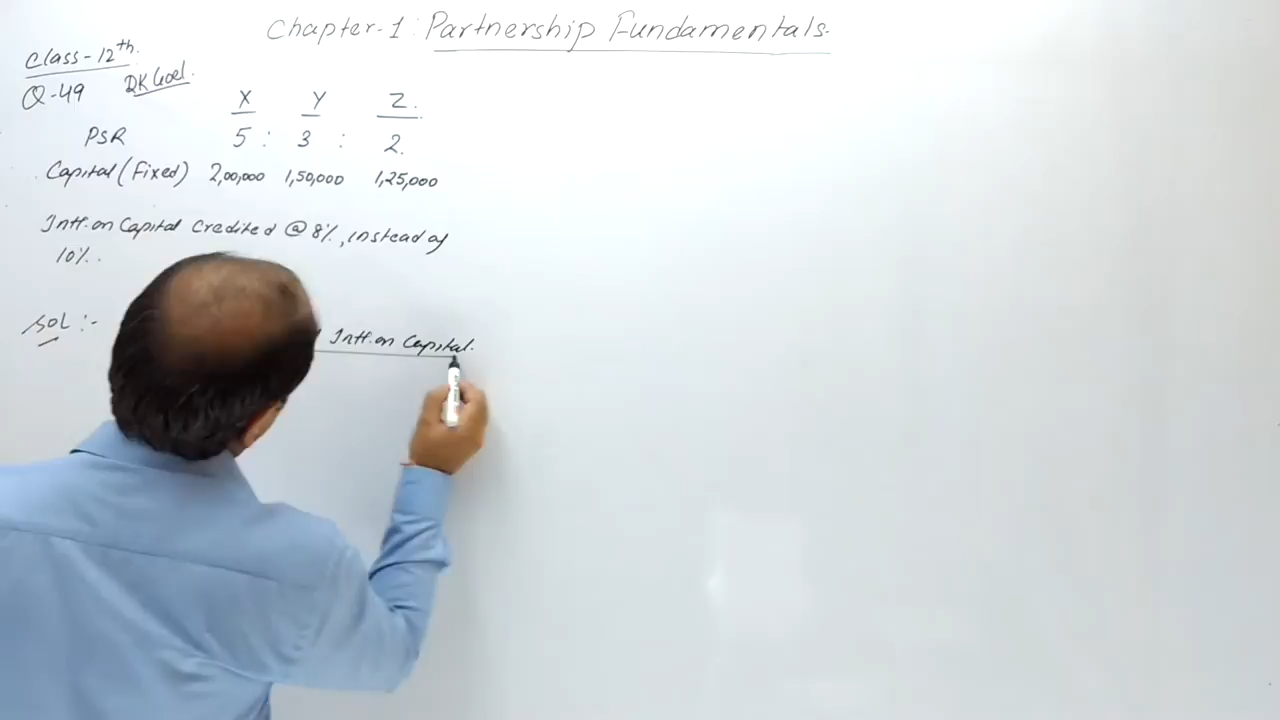 Chapter-1: Partnership Fundamentals.
Class-12th.
Q-49 DK Goel.
X Y Z.
PSR 5 : 3 : 2.
Capital (Fixed) 2,00,000 1,50,000 1,25,000
Intt. on Capital Credited @ 8%, instead of
10%.
SOL :-
Intt. on Capital.